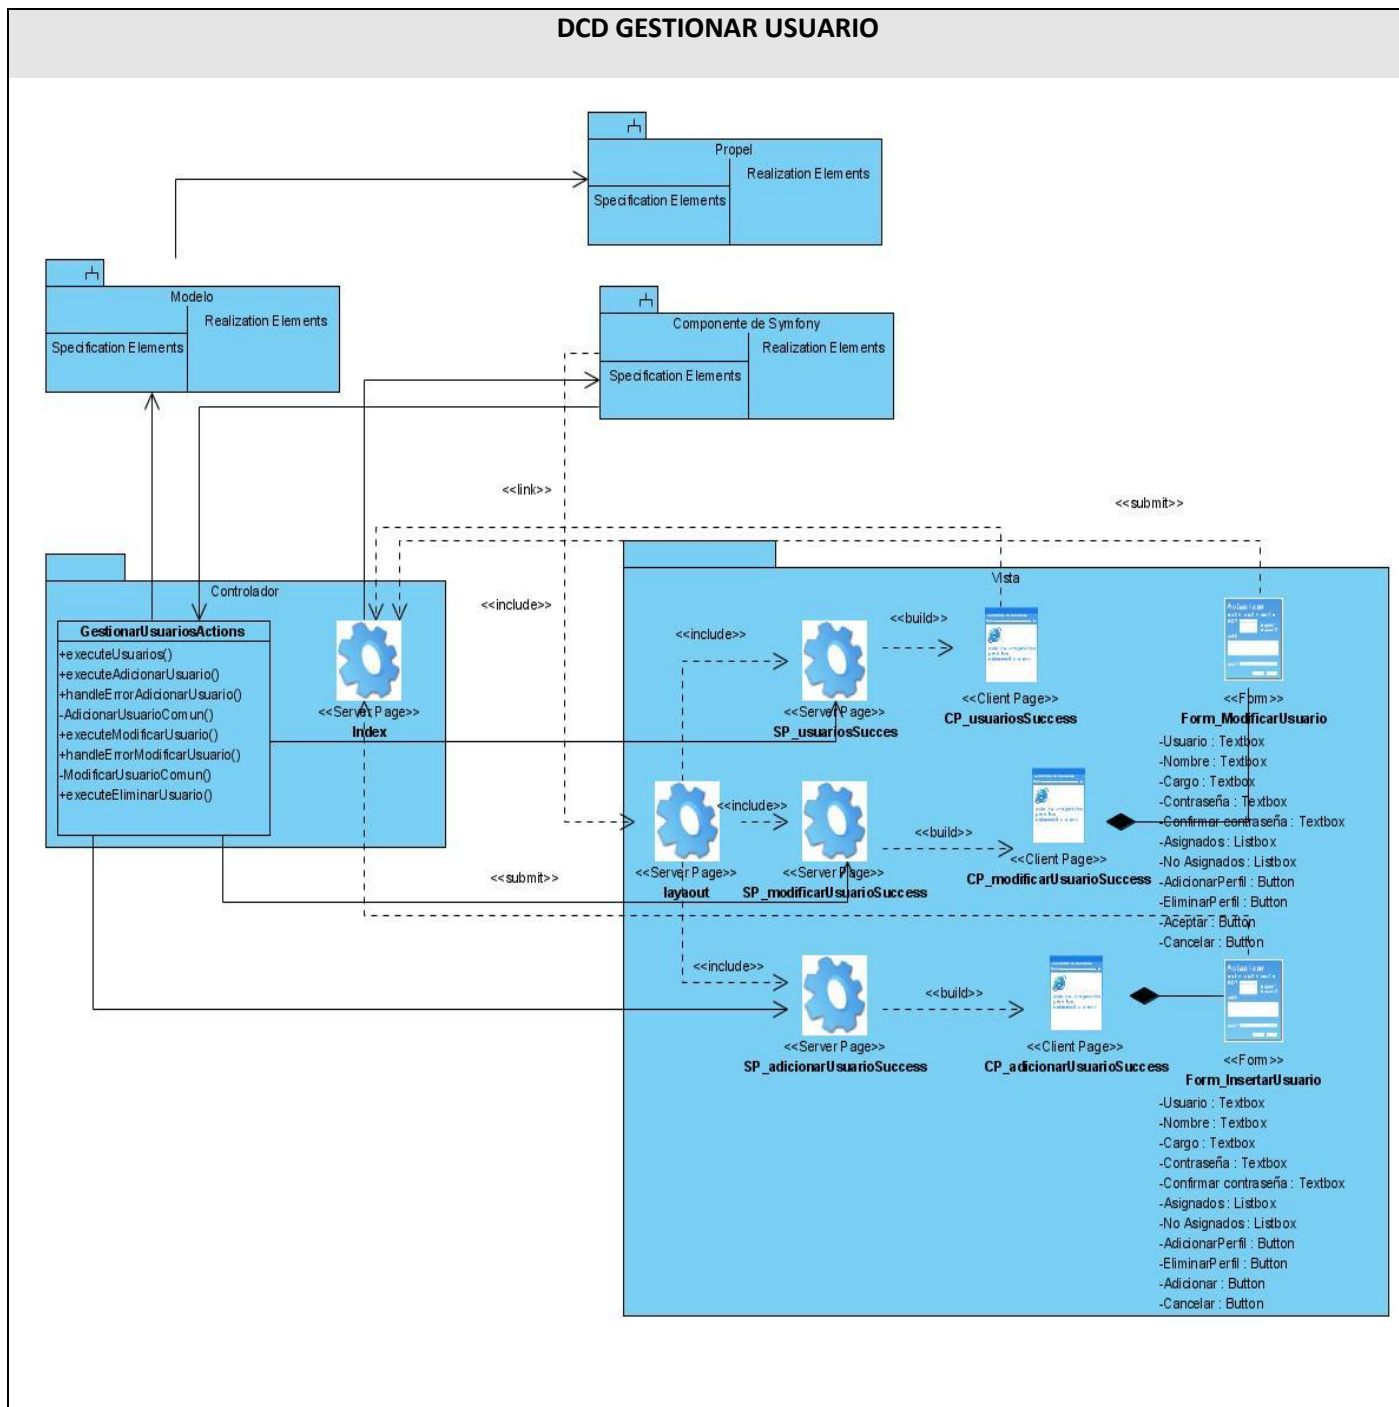 DCD GESTIONAR USUARIO
Propel
Realization Elements
Specification Elements
Modelo
Realization Elements
Specification Elements
Componente de Symfony
Realization Elements
Specification Elements
<<link>>
<<submit>>
Controlador
Vista
<<include>>
GestionarUsuariosActions
+executeUsuarios()
+executeAdicionarUsuario()
+handleErrorAdicionarUsuario()
-AdicionarUsuarioComun()
+executeModificarUsuario()
+handleErrorModificarUsuario()
-ModificarUsuarioComun()
+executeEliminarUsuario()
<<Server Page>>
Index
<<include>>
<<build>>
<<Server Page>>
SP_usuariosSucces
<<Client Page>>
CP_usuariosSuccess
Actualizar
<<Form>>
Form_ModificarUsuario
-Usuario : Textbox
-Nombre : Textbox
-Cargo : Textbox
-Contraseña : Textbox
-Confirmar contraseña : Textbox
-Asignados : Listbox
-No Asignados : Listbox
-AdicionarPerfil : Button
-EliminarPerfil : Button
-Aceptar : Button
-Cancelar : Button
<<include>>
<<build>>
<<Server Page>>
layaout
<<Server Page>>
SP_modificarUsuarioSuccess
<<Client Page>>
CP_modificarUsuarioSuccess
<<submit>>
<<include>>
<<build>>
<<Server Page>>
SP_adicionarUsuarioSuccess
<<Client Page>>
CP_adicionarUsuarioSuccess
Actualizar
<<Form>>
Form_InsertarUsuario
-Usuario : Textbox
-Nombre : Textbox
-Cargo : Textbox
-Contraseña : Textbox
-Confirmar contraseña : Textbox
-Asignados : Listbox
-No Asignados : Listbox
-AdicionarPerfil : Button
-EliminarPerfil : Button
-Adicionar : Button
-Cancelar : Button